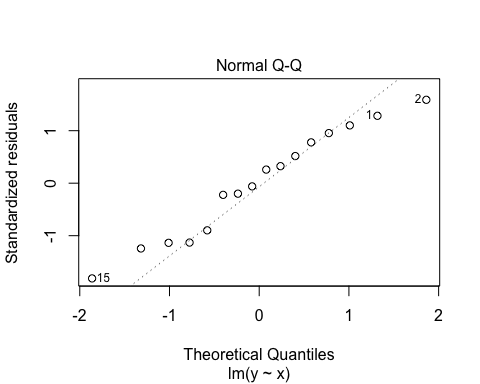 Normal Q-Q
Standardized residuals
1
0
-1
2
1
15
-2
-1
0
1
2
Theoretical Quantiles
lm(y ~ x)